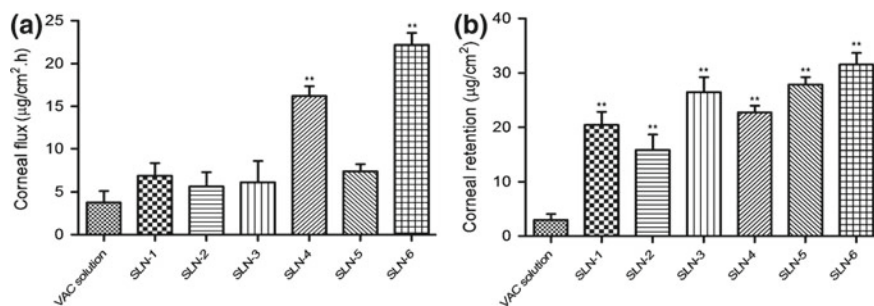 (a)
Corneal flux (µg/cm².h)
25
20
15
10
5
0
**
**
VAC solution
SLN-1
SLN-2
SLN-3
SLN-4
SLN-5
SLN-6
(b)
Corneal retention (µg/cm²)
40
30
20
10
0
**
**
**
**
**
**
VAC solution
SLN-1
SLN-2
SLN-3
SLN-4
SLN-5
SLN-6